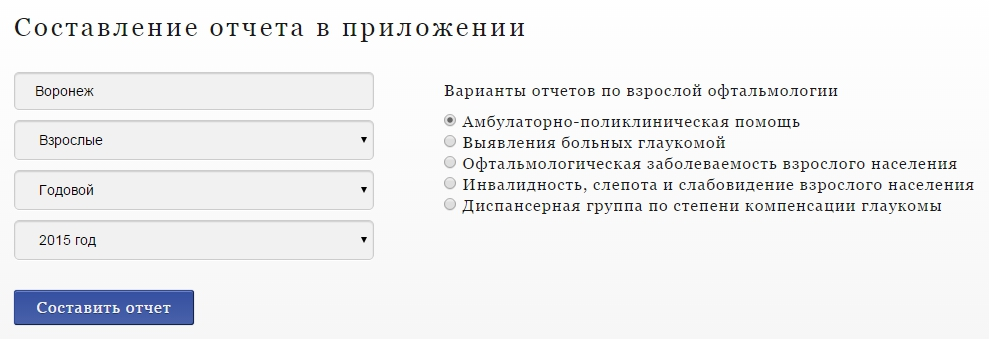 Составление отчета в приложении
Воронеж
Взрослые
Годовой
2015 год
Составить отчет
Варианты отчетов по взрослой офтальмологии
Амбулаторно-поликлиническая помощь
Выявления больных глаукомой
Офтальмологическая заболеваемость взрослого населения
Инвалидность, слепота и слабовидение взрослого населения
Диспансерная группа по степени компенсации глаукомы